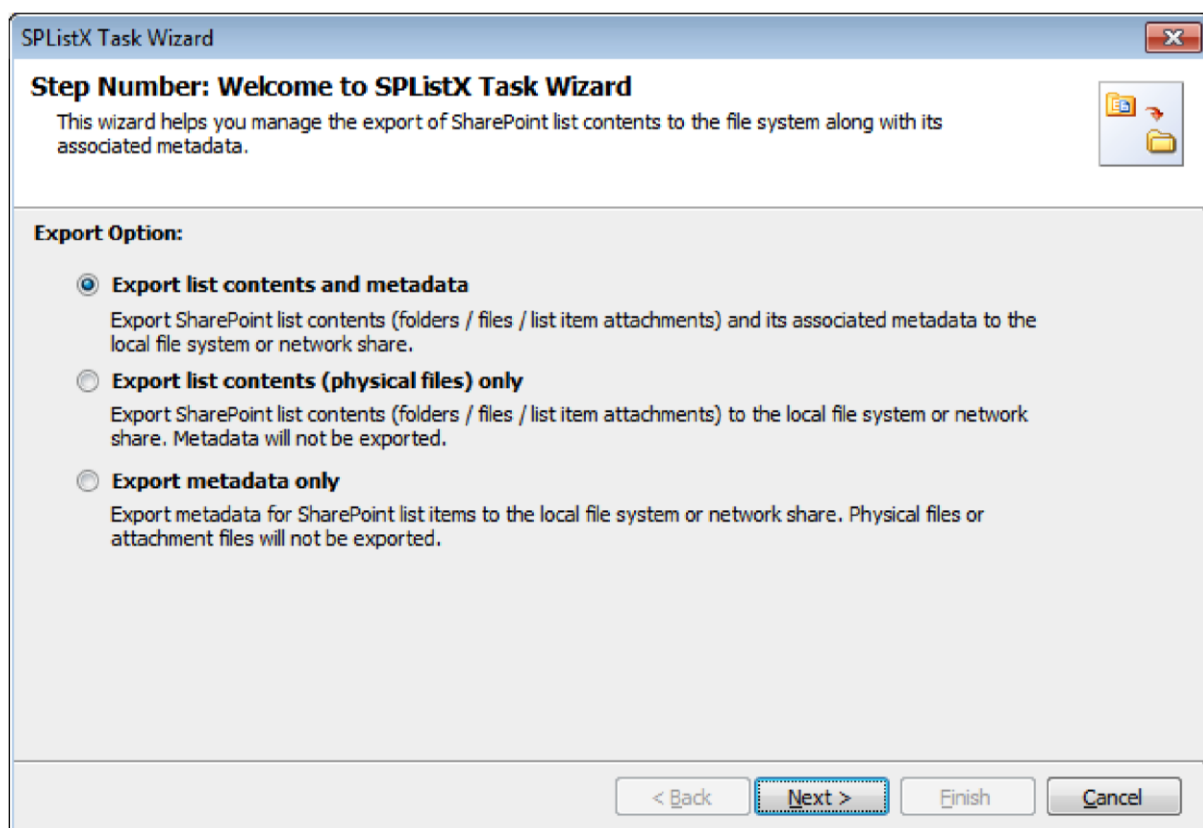 SPListX Task Wizard
Step Number: Welcome to SPListX Task Wizard
This wizard helps you manage the export of SharePoint list contents to the file system along with its
associated metadata.
Export Option:
Export list contents and metadata
Export SharePoint list contents (folders / files / list item attachments) and its associated metadata to the
local file system or network share.
Export list contents (physical files) only
Export SharePoint list contents (folders / files / list item attachments) to the local file system or network
share. Metadata will not be exported.
Export metadata only
Export metadata for SharePoint list items to the local file system or network share. Physical files or
attachment files will not be exported.
< Back Next > Finish Cancel